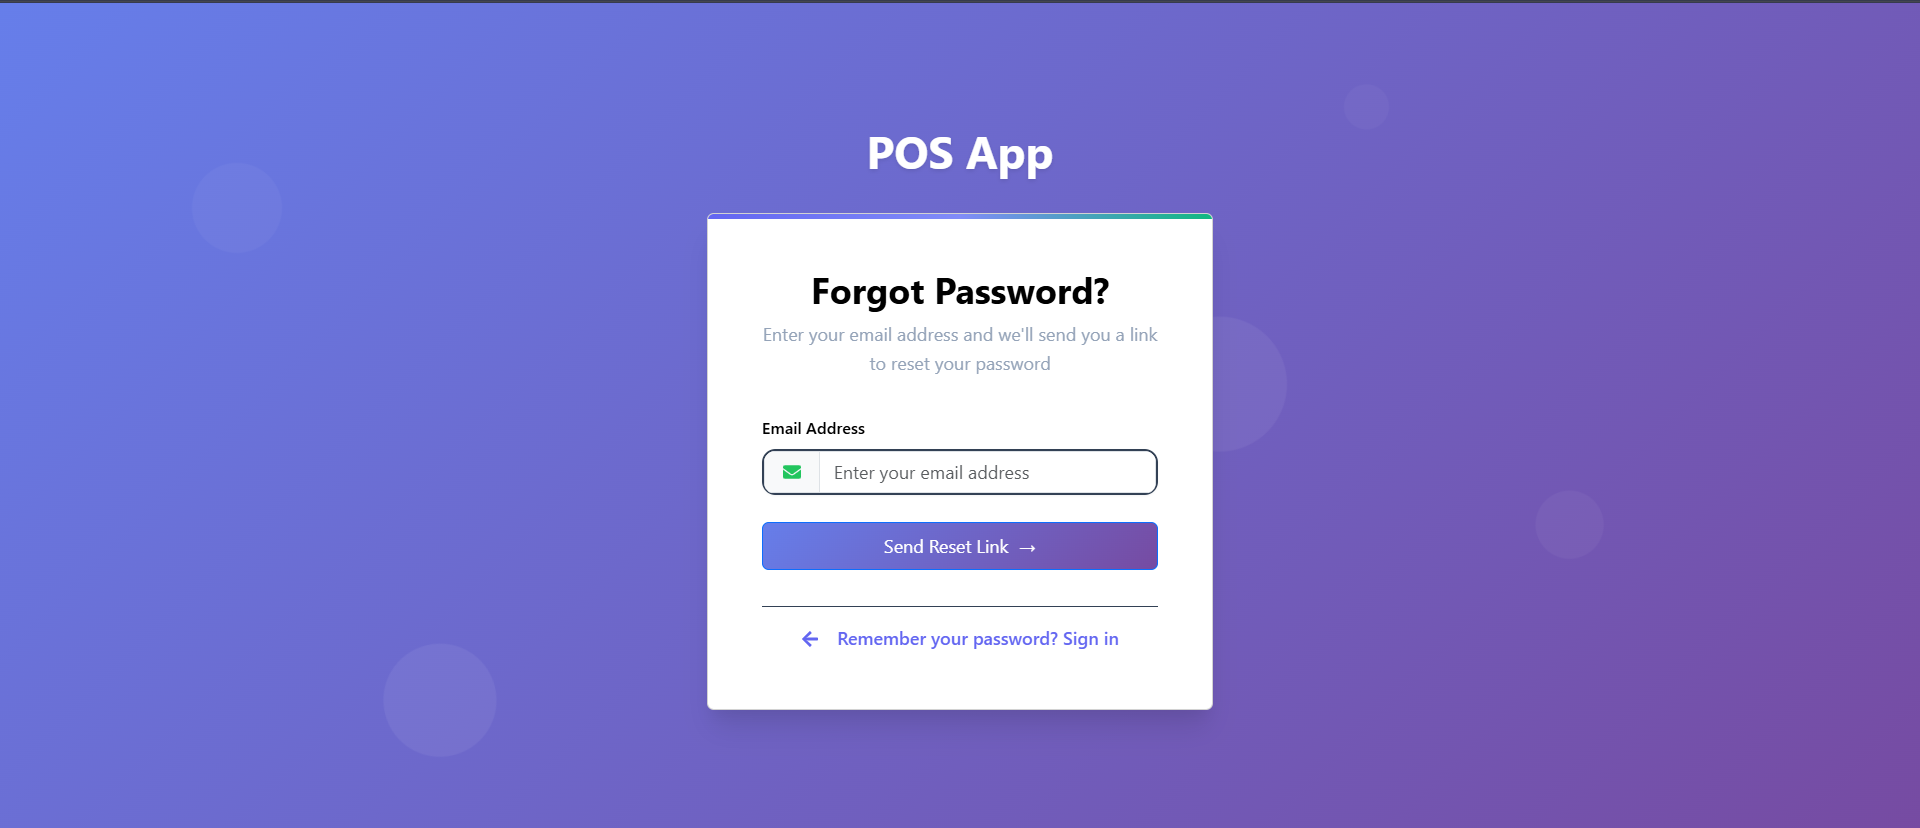 POS App
Forgot Password?
Enter your email address and we'll send you a link
to reset your password
Email Address
Enter your email address
Send Reset Link →
← Remember your password? Sign in